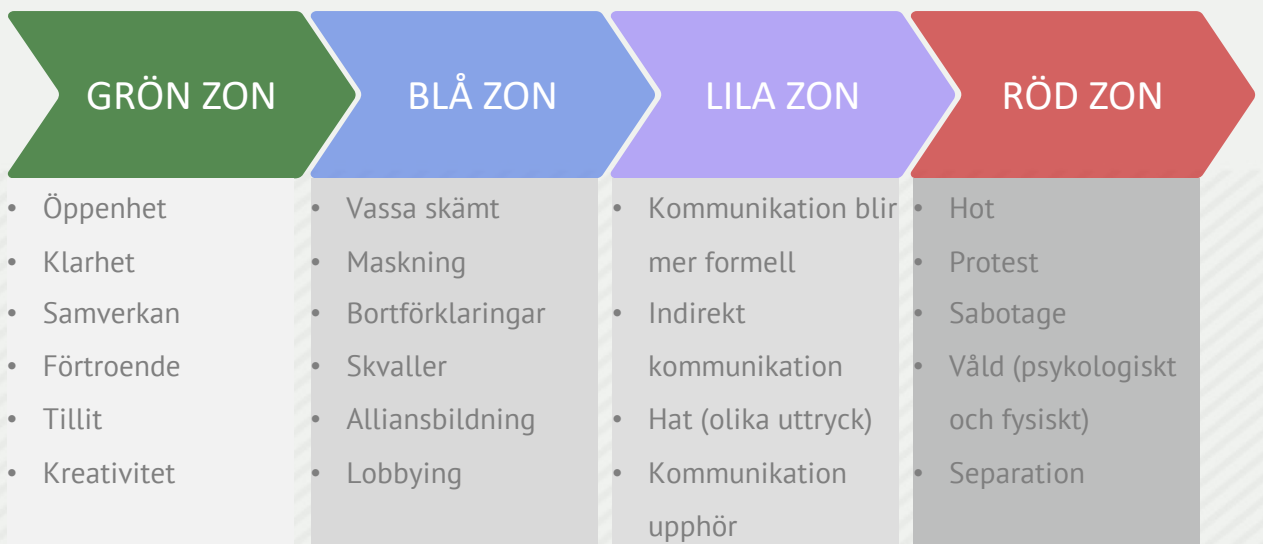 GRÖN ZON
• Öppenhet
• Klarhet
• Samverkan
• Förtroende
• Tillit
• Kreativitet
BLÅ ZON
• Vassa skämt
• Maskning
• Bortförklaringar
• Skvaller
• Alliansbildning
• Lobbying
LILA ZON
• Kommunikation blir
mer formell
• Indirekt
kommunikation
• Hat (olika uttryck)
• Kommunikation
upphör
RÖD ZON
• Hot
• Protest
• Sabotage
• Våld (psykologiskt
och fysiskt)
• Separation